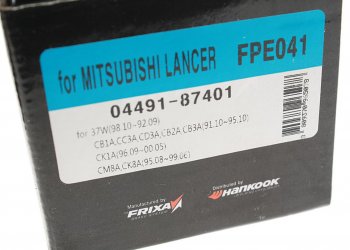 for MITSUBISHI LANCER FPE041
04491-87401
for 37W(98.10~92.09)
CB1A,CC3A,CD3A,CB2A,CB3A(91.10~95.10)
CK1A(96.09~00.05)
CM8A,CK8A(95.08~99.06)
Manufactured by
FRIXA
Distributed by
HANKOOK